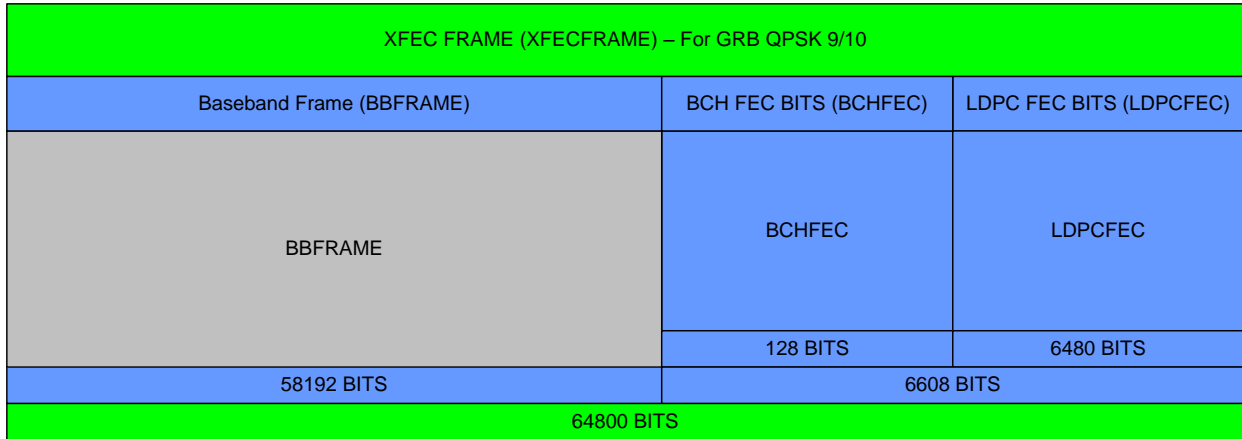 XFEC FRAME (XFECFRAME) – For GRB QPSK 9/10
Baseband Frame (BBFRAME)
BCH FEC BITS (BCHFEC)
LDPC FEC BITS (LDPCFEC)
BBFRAME
BCHFEC
LDPCFEC
128 BITS
6480 BITS
58192 BITS
6608 BITS
64800 BITS